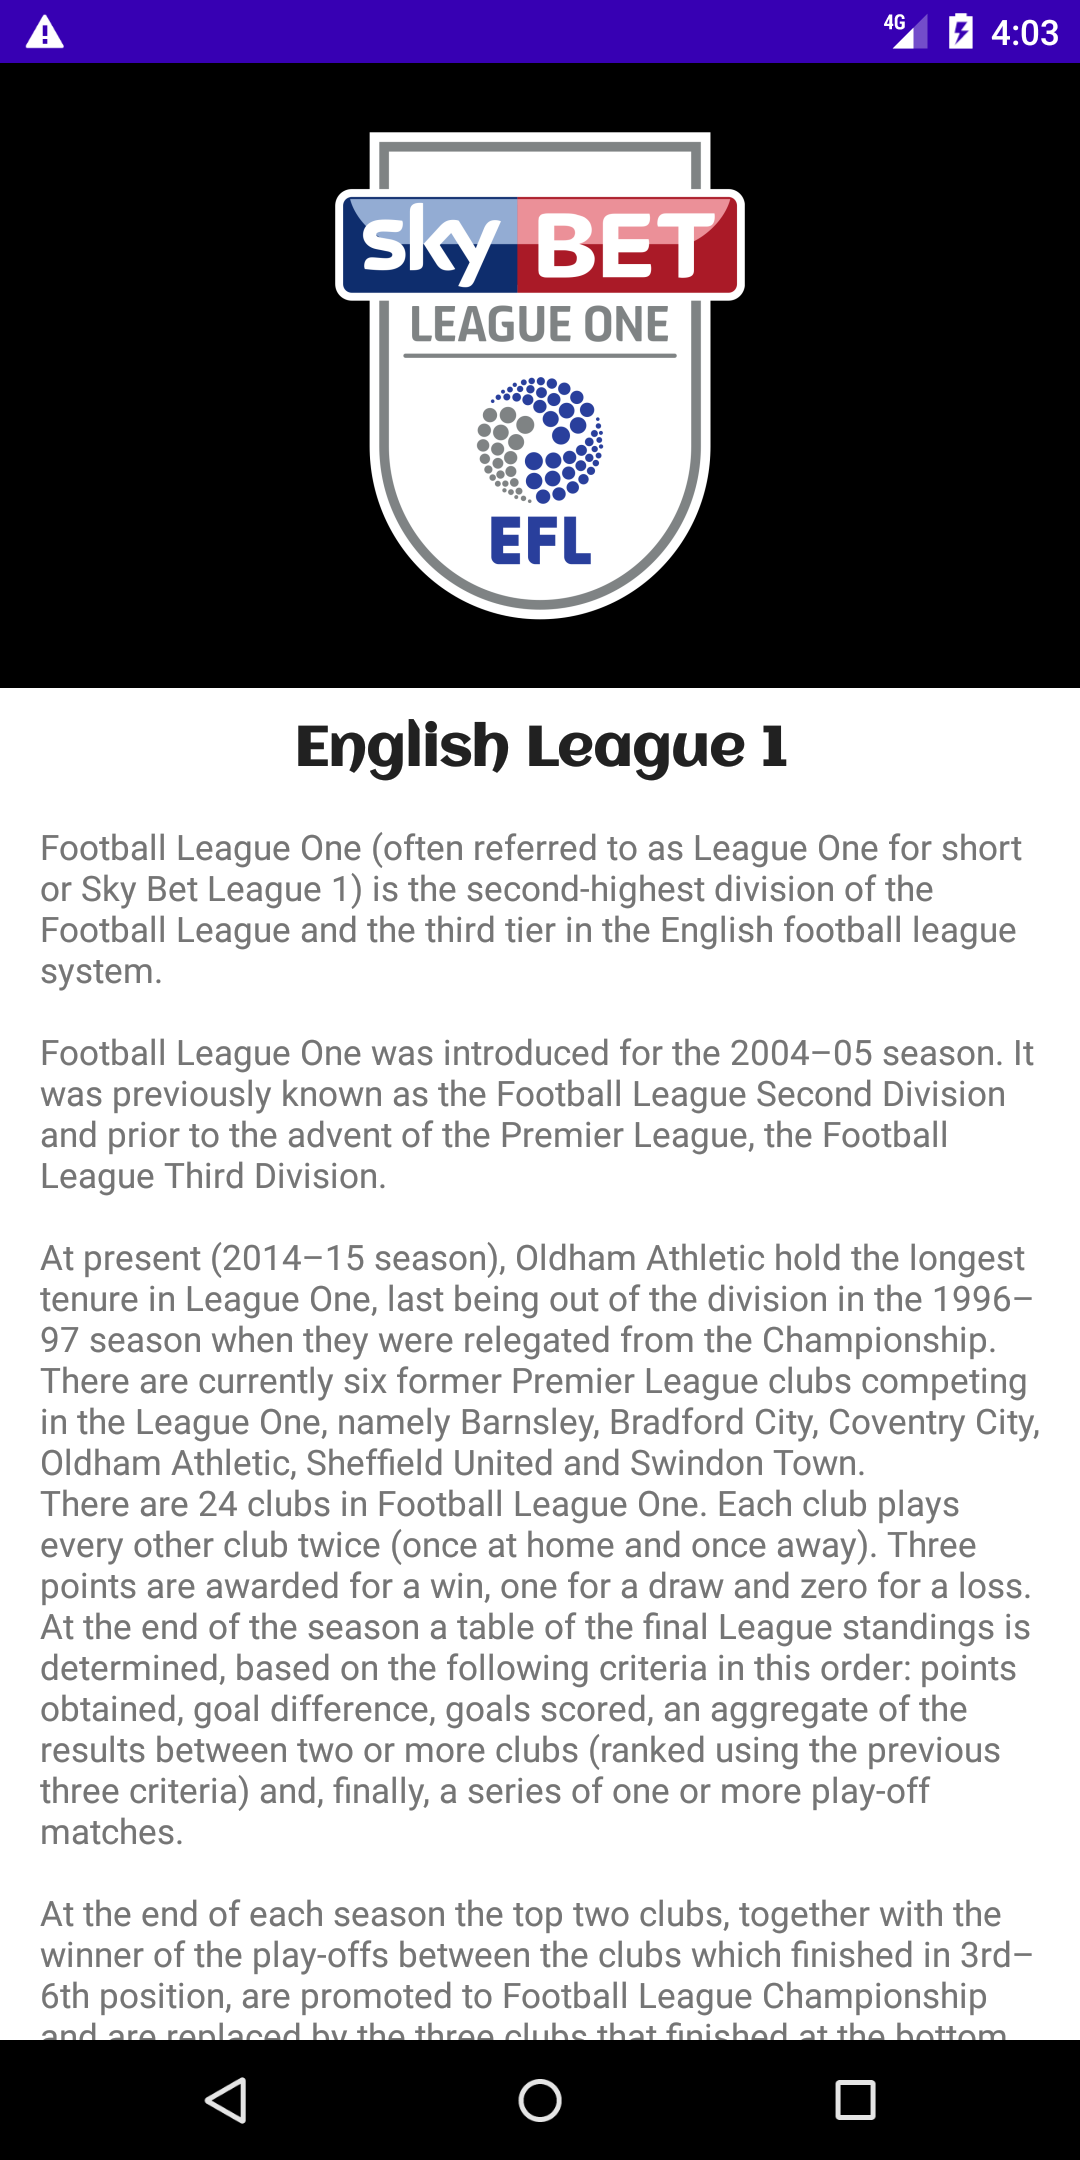 4G 4:03
sky BET
LEAGUE ONE
EFL
English League 1
Football League One (often referred to as League One for short
or Sky Bet League 1) is the second-highest division of the
Football League and the third tier in the English football league
system.
Football League One was introduced for the 2004–05 season. It
was previously known as the Football League Second Division
and prior to the advent of the Premier League, the Football
League Third Division.
At present (2014–15 season), Oldham Athletic hold the longest
tenure in League One, last being out of the division in the 1996–
97 season when they were relegated from the Championship.
There are currently six former Premier League clubs competing
in the League One, namely Barnsley, Bradford City, Coventry City,
Oldham Athletic, Sheffield United and Swindon Town.
There are 24 clubs in Football League One. Each club plays
every other club twice (once at home and once away). Three
points are awarded for a win, one for a draw and zero for a loss.
At the end of the season a table of the final League standings is
determined, based on the following criteria in this order: points
obtained, goal difference, goals scored, an aggregate of the
results between two or more clubs (ranked using the previous
three criteria) and, finally, a series of one or more play-off
matches.
At the end of each season the top two clubs, together with the
winner of the play-offs between the clubs which finished in 3rd–
6th position, are promoted to Football League Championship
and are replaced by the three clubs that finished at the bottom